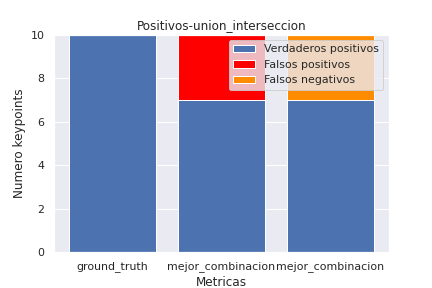 Positivos-union_interseccion
Verdaderos positivos
Falsos positivos
Falsos negativos
Numero keypoints
10
8
6
4
2
0
ground_truth
mejor_combinacion
mejor_combinacion
Metricas